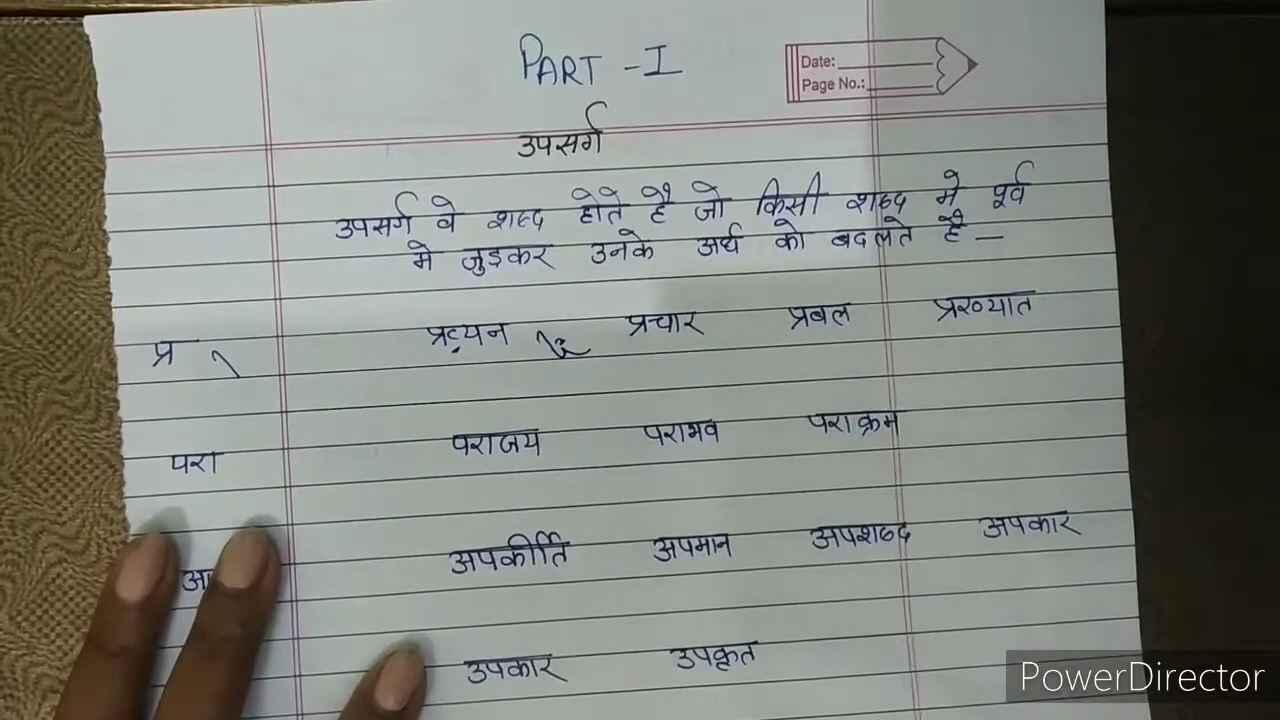 PART - I
Date:
Page No.:
उपसर्ग
उपसर्ग वे शब्द होते है जो किसी शब्द मे पूर्व
मे जुड़कर उनके अर्थ को बदलते है –
प्र प्रचार प्रबल प्रख्यात
परा पराजय पराभव पराक्रम
अपकीर्ति अपमान अपशब्द अपकार
उपकार उपकृत
PowerDirector